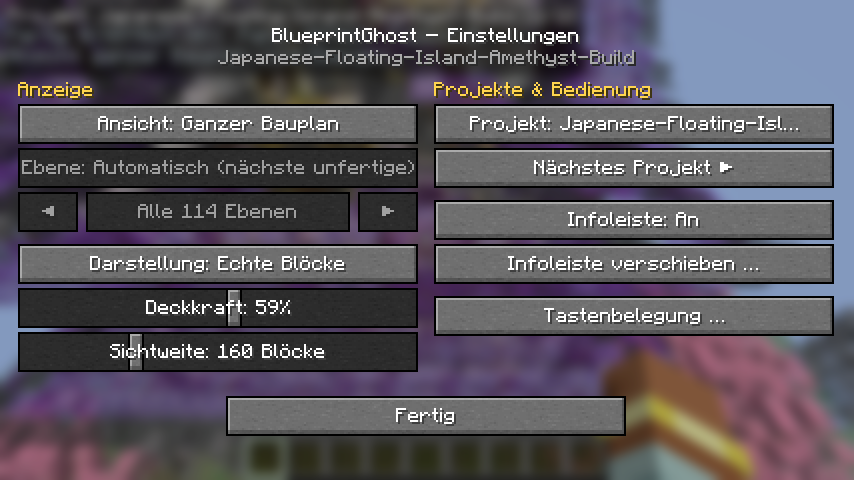 BlueprintGhost – Einstellungen
Japanese-Floating-Island-Amethyst-Build
Anzeige
Ansicht: Ganzer Bauplan
Ebene: Automatisch (nächste unfertige)
◄ Alle 114 Ebenen ►
Darstellung: Echte Blöcke
Deckkraft: 59%
Sichtweite: 160 Blöcke
Projekte & Bedienung
Projekt: Japanese-Floating-Isl...
Nächstes Projekt ►
Infoleiste: An
Infoleiste verschieben ...
Tastenbelegung ...
Fertig